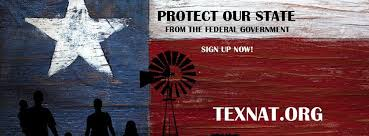 PROTECT OUR STATE
FROM THE FEDERAL GOVERNMENT
SIGN UP NOW!
TEXNAT.ORG